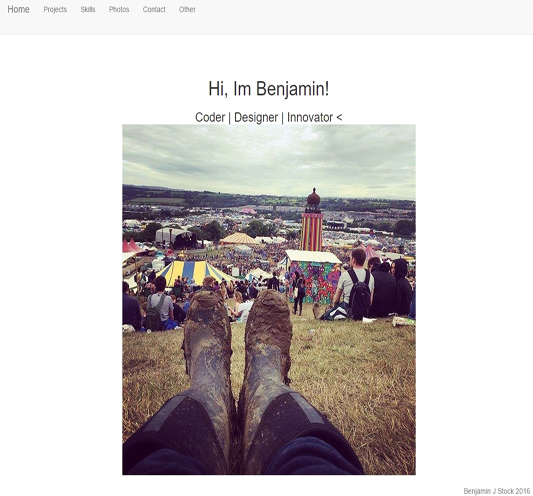 Home Projects Skills Photos Contact Other
Hi, Im Benjamin!
Coder | Designer | Innovator <
Benjamin J Stock 2016